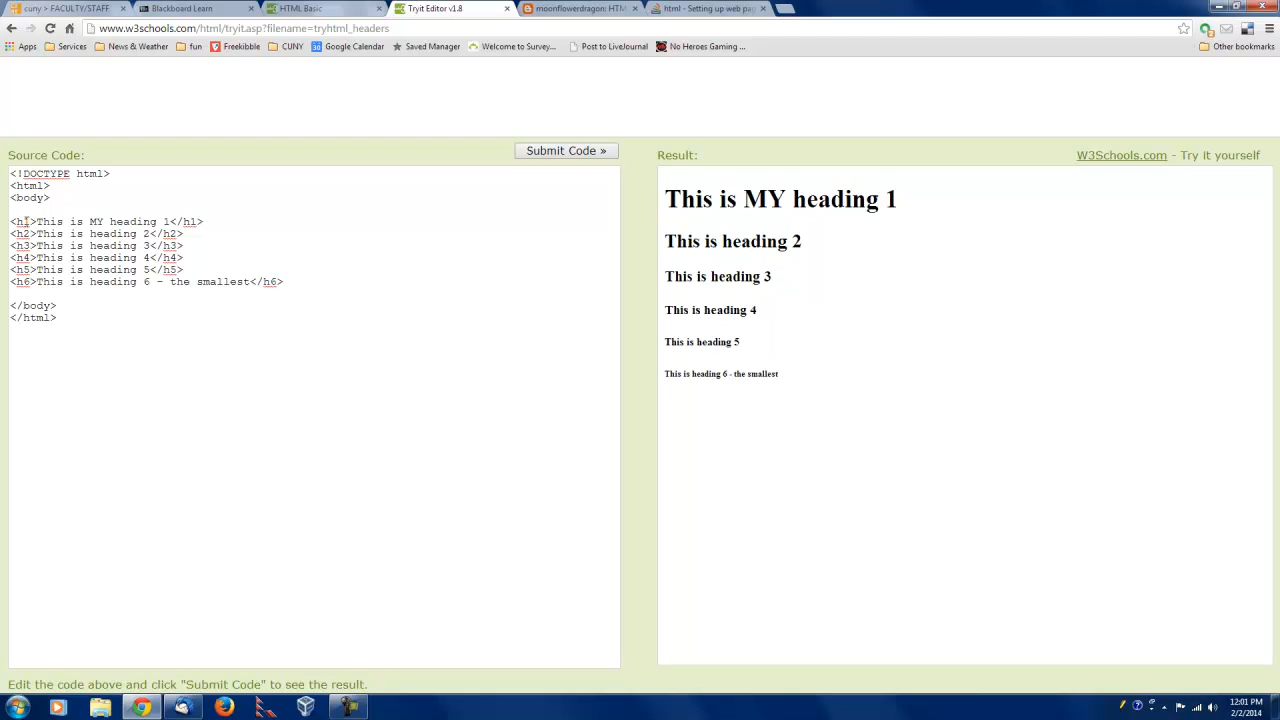 cuny > FACULTY/STAFF
Blackboard Learn
HTML Basic
Tryit Editor v1.8
moonflowerdragon: HTM
html - Setting up web pag
www.w3schools.com/html/tryit.asp?filename=tryhtml_headers
Apps
Services
News & Weather
fun
Freekibble
CUNY
Google Calendar
Saved Manager
Welcome to Survey...
Post to LiveJournal
No Heroes Gaming ...
Other bookmarks
Source Code:
Submit Code »
Result:
W3Schools.com - Try it yourself
<!DOCTYPE html>
<html>
<body>
<h1>This is MY heading 1</h1>
<h2>This is heading 2</h2>
<h3>This is heading 3</h3>
<h4>This is heading 4</h4>
<h5>This is heading 5</h5>
<h6>This is heading 6 - the smallest</h6>
</body>
</html>
This is MY heading 1
This is heading 2
This is heading 3
This is heading 4
This is heading 5
This is heading 6 - the smallest
Edit the code above and click "Submit Code" to see the result.
12:01 PM
2/2/2014